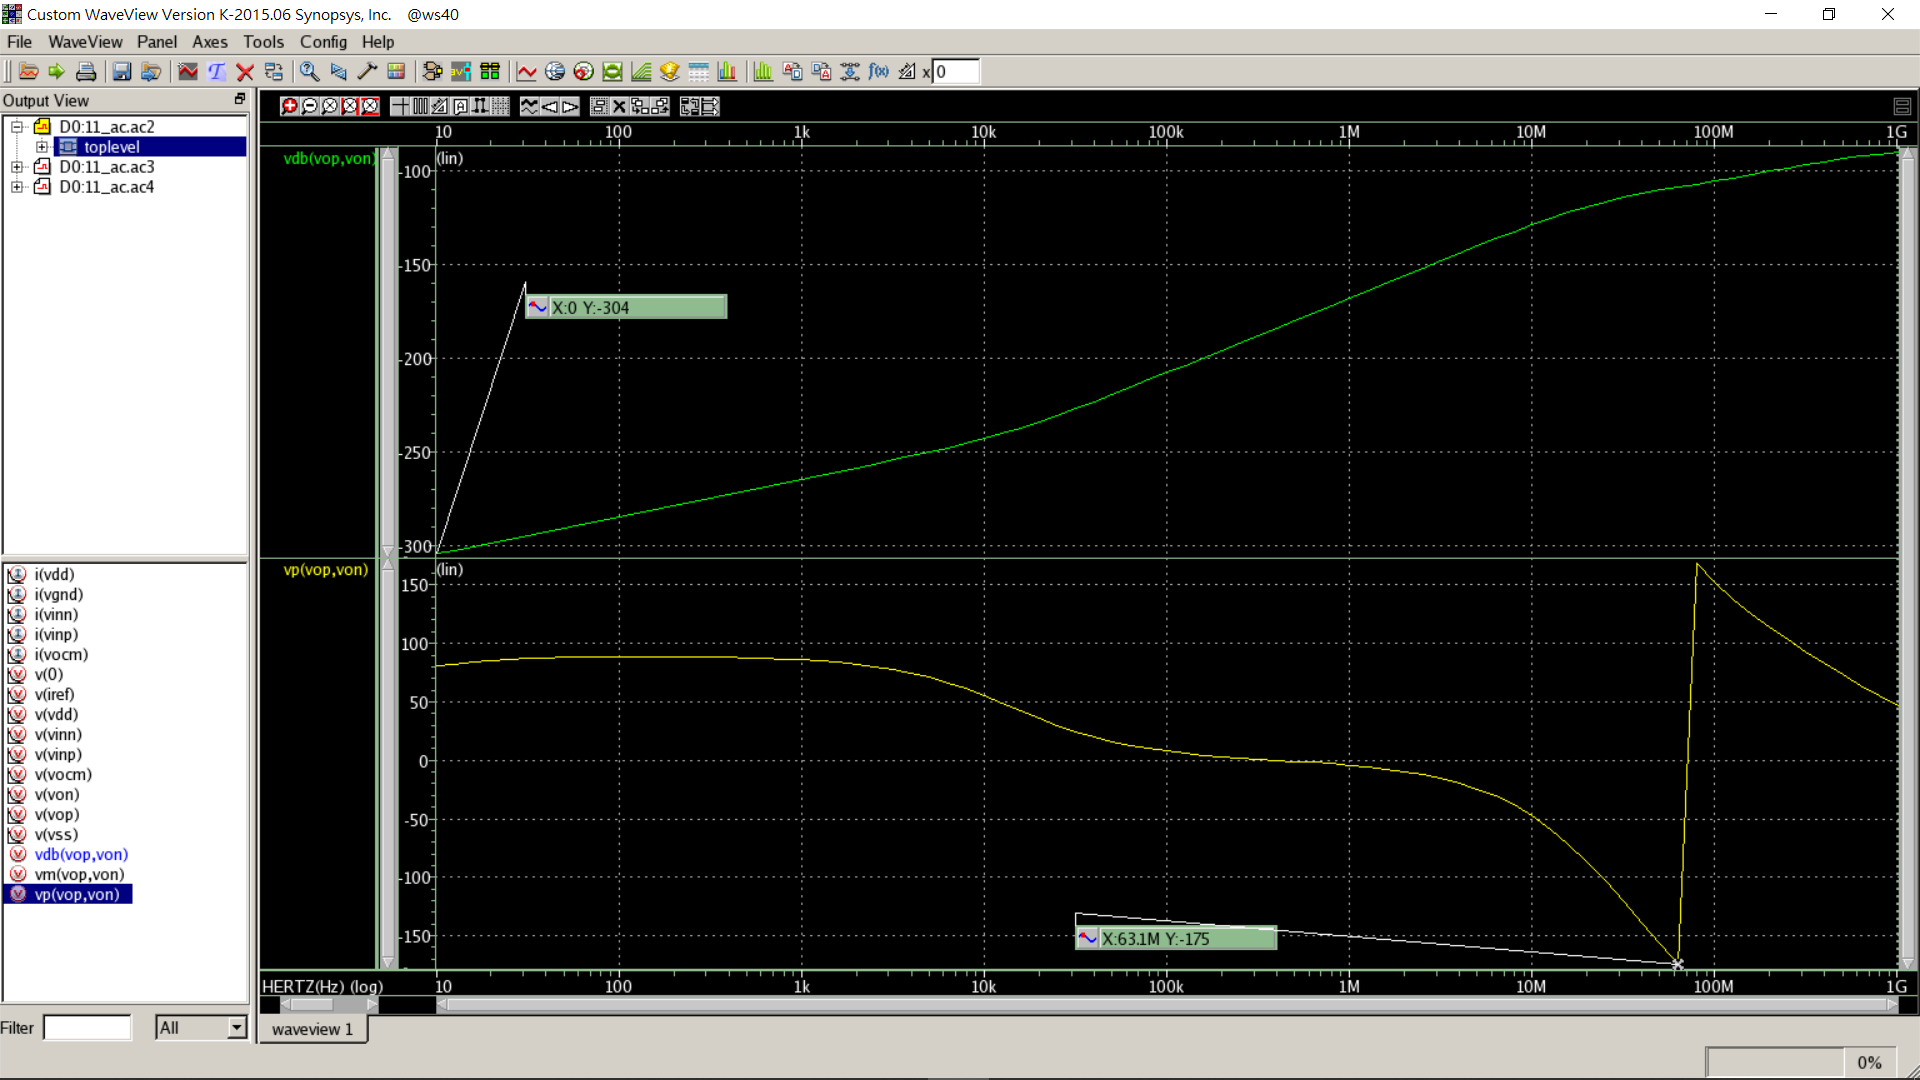 Custom WaveView Version K-2015.06 Synopsys, Inc. @ws40
File WaveView Panel Axes Tools Config Help
x 0
Output View
D0:11_ac.ac2
toplevel
D0:11_ac.ac3
D0:11_ac.ac4
i(vdd)
i(vgnd)
i(vinn)
i(vinp)
i(vocm)
v(0)
v(iref)
v(vdd)
v(vinn)
v(vinp)
v(vocm)
v(von)
v(vop)
v(vss)
vdb(vop,von)
vm(vop,von)
vp(vop,von)
Filter
All
10 100 1k 10k 100k 1M 10M 100M 1G
vdb(vop,von)
(lin)
-100
-150
-200
-250
-300
X:0 Y:-304
vp(vop,von)
(lin)
150
100
50
0
-50
-100
-150
X:63.1M Y:-175
HERTZ(Hz) (log)
10 100 1k 10k 100k 1M 10M 100M 1G
waveview 1
0%